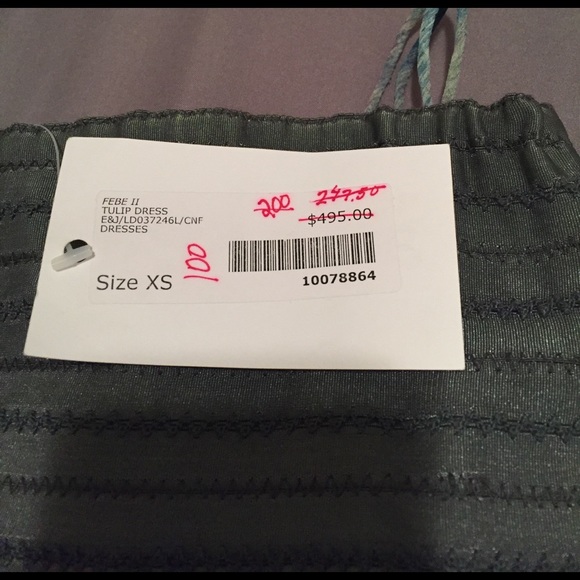 FEBE II
TULIP DRESS
E&J/LD037246L/CNF
DRESSES
200 247.50
$495.00
100
Size XS
10078864